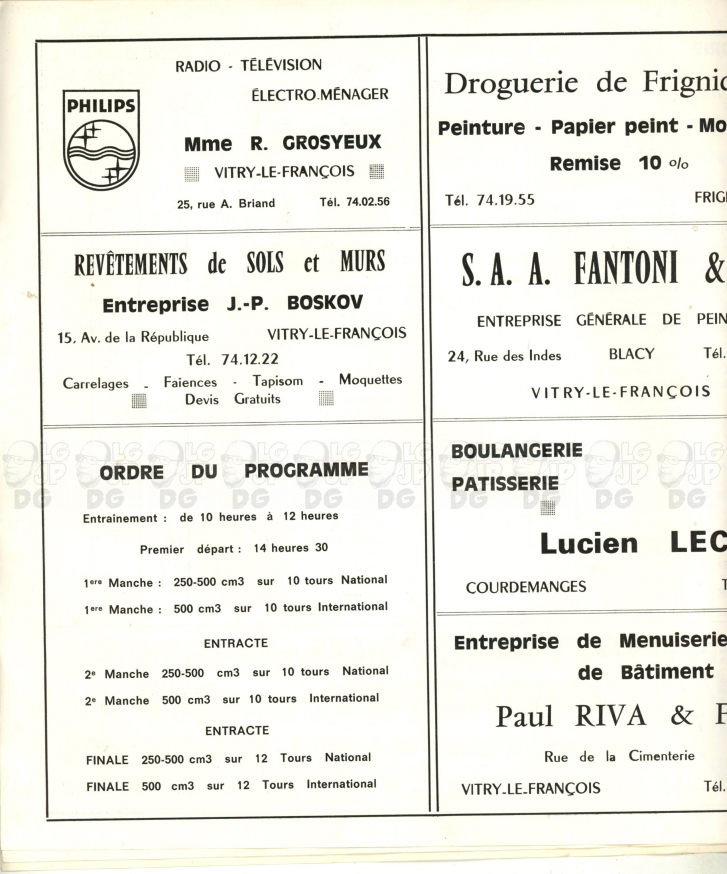 RADIO - TÉLÉVISION
ÉLECTRO-MÉNAGER
PHILIPS
Mme R. GROSYEUX
VITRY-LE-FRANÇOIS
25, rue A. Briand Tél. 74.02.56
REVÊTEMENTS de SOLS et MURS
Entreprise J.-P. BOSKOV
15, Av. de la République VITRY-LE-FRANÇOIS
Tél. 74.12.22
Carrelages - Faiences - Tapisom - Moquettes
Devis Gratuits
ORDRE DU PROGRAMME
Entrainement : de 10 heures à 12 heures
Premier départ : 14 heures 30
1ere Manche : 250-500 cm3 sur 10 tours National
1ere Manche : 500 cm3 sur 10 tours International
ENTRACTE
2e Manche 250-500 cm3 sur 10 tours National
2e Manche 500 cm3 sur 10 tours International
ENTRACTE
FINALE 250-500 cm3 sur 12 Tours National
FINALE 500 cm3 sur 12 Tours International
Droguerie de
Peinture - Papier peint -
Remise 10 %
Tél. 74.19.55
S. A. A. FANTONI &
ENTREPRISE GÉNÉRALE DE
24, Rue des Indes BLACY Tél.
VITRY-LE-FRANÇOIS
BOULANGERIE
PATISSERIE
Lucien
COURDEMANGES
Entreprise de Menuiserie
de Bâtiment
Paul RIVA &
Rue de la Cimenterie
VITRY-LE-FRANÇOIS Tél.
LG JP DG